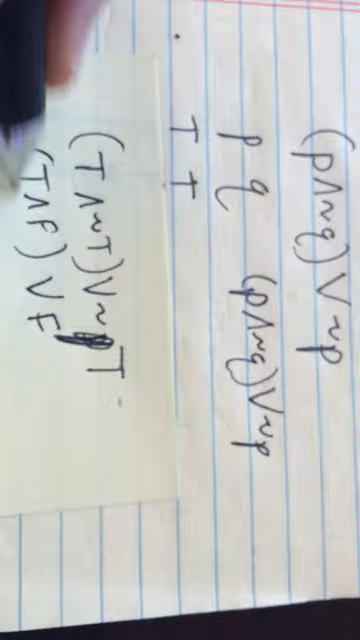 (p∧~q)∨~p
p q (p∧~q)∨~p
T T
(T∧~T)∨~T
(T∧F)∨F